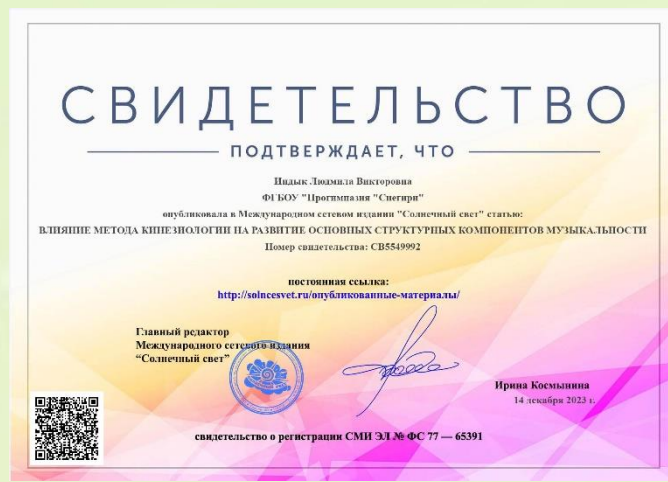 СВИДЕТЕЛЬСТВО
ПОДТВЕРЖДАЕТ, ЧТО
Индык Людмила Викторовна
ФГБОУ "Прогимназия "Снегири"
опубликовала в Международном сетевом издании "Солнечный свет" статью:
ВЛИЯНИЕ МЕТОДА КИНЕЗИОЛОГИИ НА РАЗВИТИЕ ОСНОВНЫХ СТРУКТУРНЫХ КОМПОНЕНТОВ МУЗЫКАЛЬНОСТИ
Номер свидетельства: СВ5549992
постоянная ссылка:
http://solncesvet.ru/опубликованные-материалы/
Главный редактор
Международного сетевого издания
“Солнечный свет”
Ирина Космынина
14 декабря 2023 г.
свидетельство о регистрации СМИ ЭЛ № ФС 77 — 65391